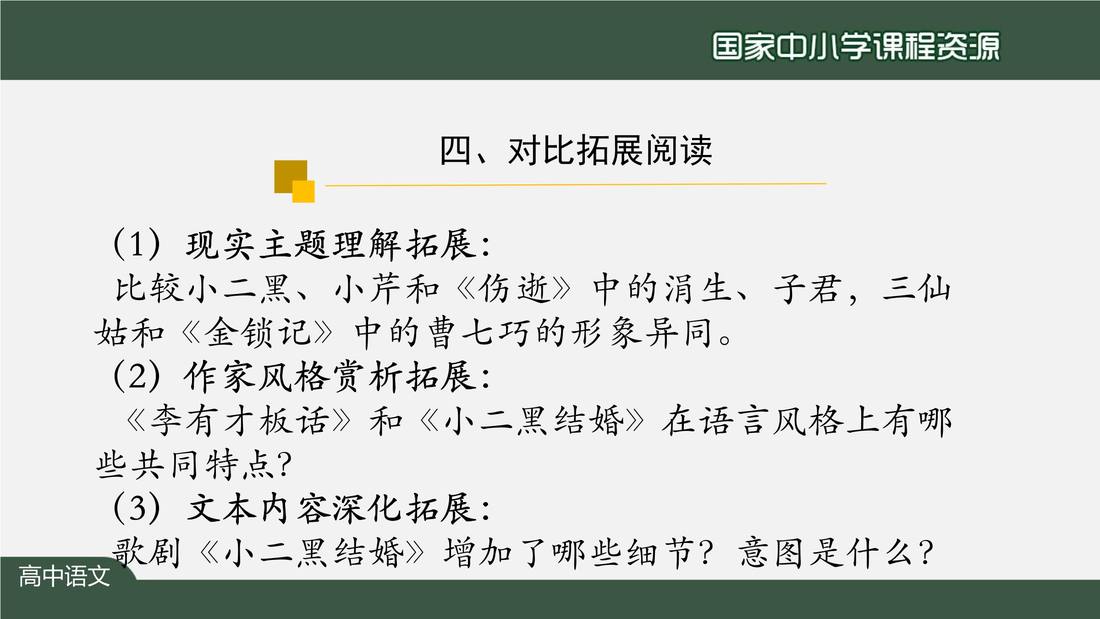 国家中小学课程资源
四、对比拓展阅读
（1）现实主题理解拓展：
比较小二黑、小芹和《伤逝》中的涓生、子君，三仙
姑和《金锁记》中的曹七巧的形象异同。
（2）作家风格赏析拓展：
《李有才板话》和《小二黑结婚》在语言风格上有哪
些共同特点？
（3）文本内容深化拓展：
歌剧《小二黑结婚》增加了哪些细节？意图是什么？
高中语文